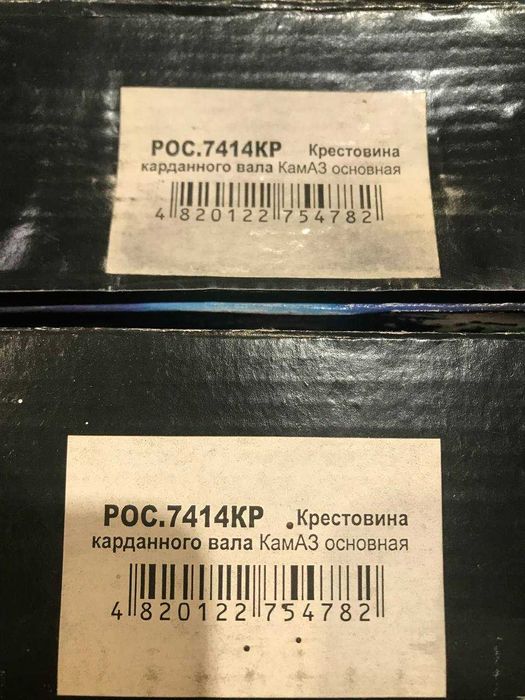 РОС.7414КР Крестовина
карданного вала КамАЗ основная
4 820122 754782
РОС.7414КР Крестовина
карданного вала КамАЗ основная
4 820122 754782